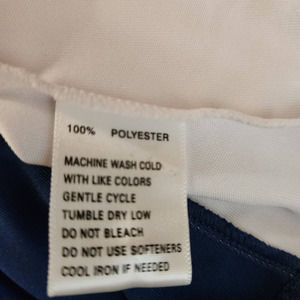 100% POLYESTER
MACHINE WASH COLD
WITH LIKE COLORS
GENTLE CYCLE
TUMBLE DRY LOW
DO NOT BLEACH
DO NOT USE SOFTENERS
COOL IRON IF NEEDED